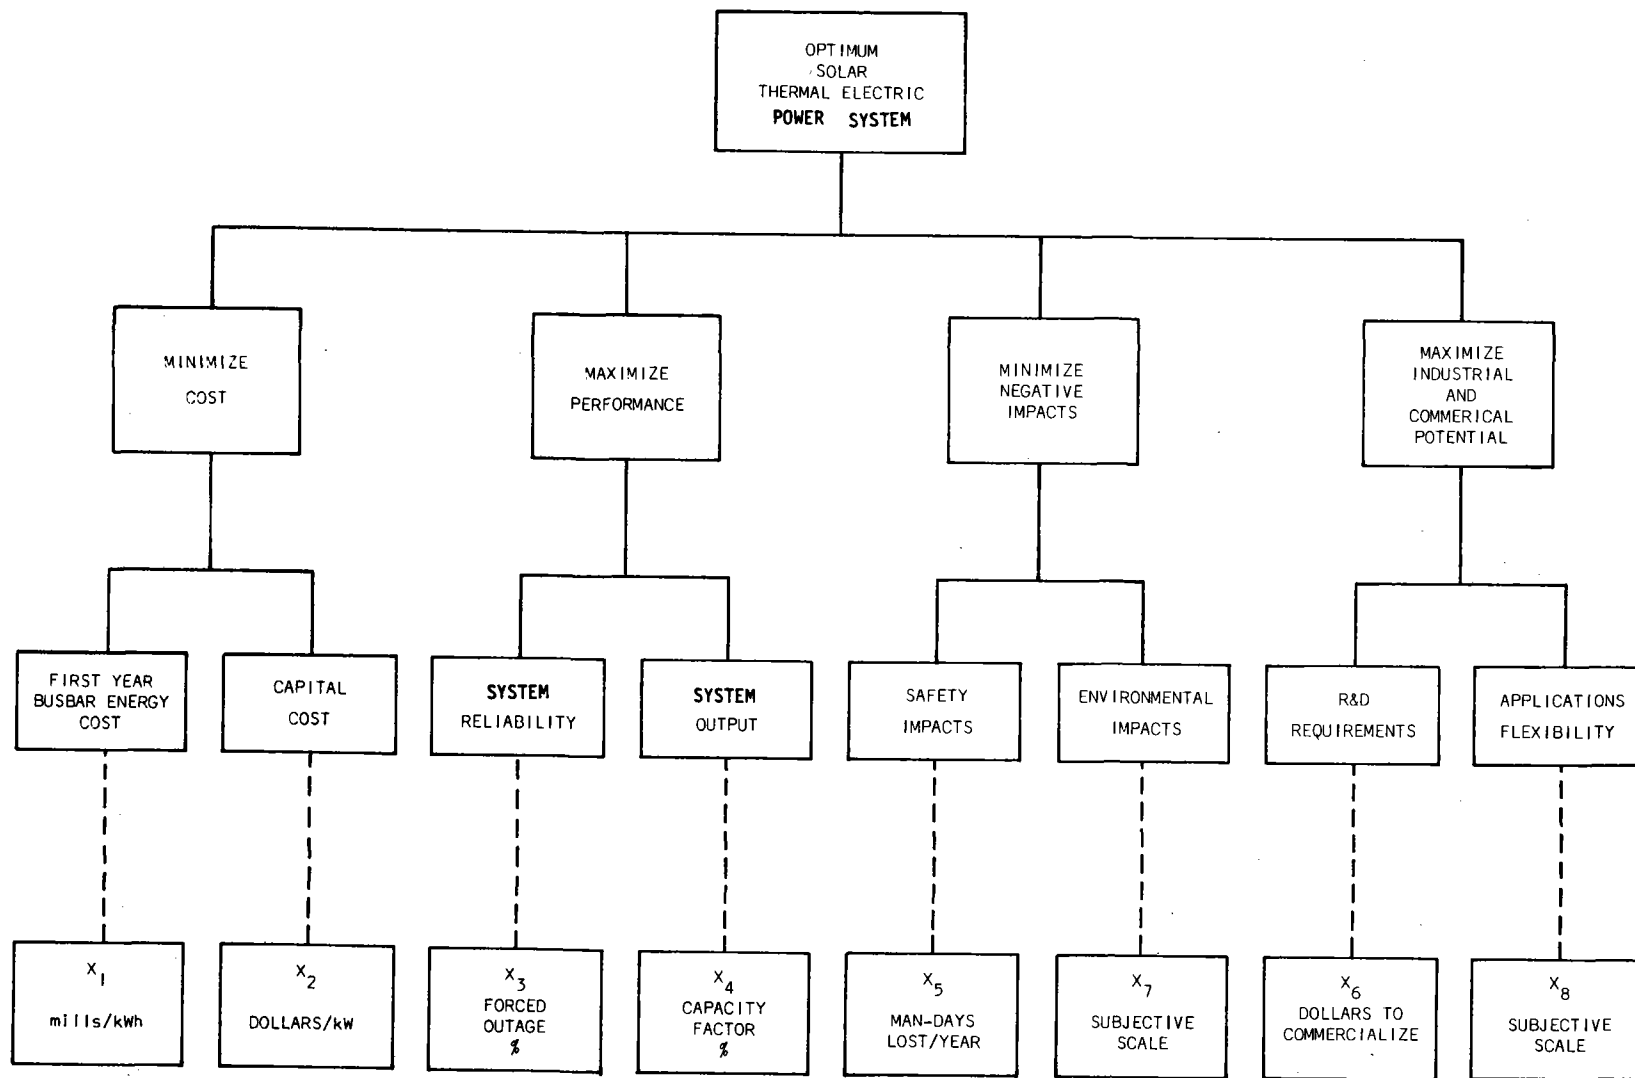 OPTIMUM
SOLAR
THERMAL ELECTRIC
POWER SYSTEM
MINIMIZE
COST
MAXIMIZE
PERFORMANCE
MINIMIZE
NEGATIVE
IMPACTS
MAXIMIZE
INDUSTRIAL
AND
COMMERICAL
POTENTIAL
FIRST YEAR
BUSBAR ENERGY
COST
CAPITAL
COST
SYSTEM
RELIABILITY
SYSTEM
OUTPUT
SAFETY
IMPACTS
ENVIRONMENTAL
IMPACTS
R&D
REQUIREMENTS
APPLICATIONS
FLEXIBILITY
X1
mills/kWh
X2
DOLLARS/kW
X3
FORCED
OUTAGE
%
X4
CAPACITY
FACTOR
%
X5
MAN-DAYS
LOST/YEAR
X7
SUBJECTIVE
SCALE
X6
DOLLARS TO
COMMERCIALIZE
X8
SUBJECTIVE
SCALE